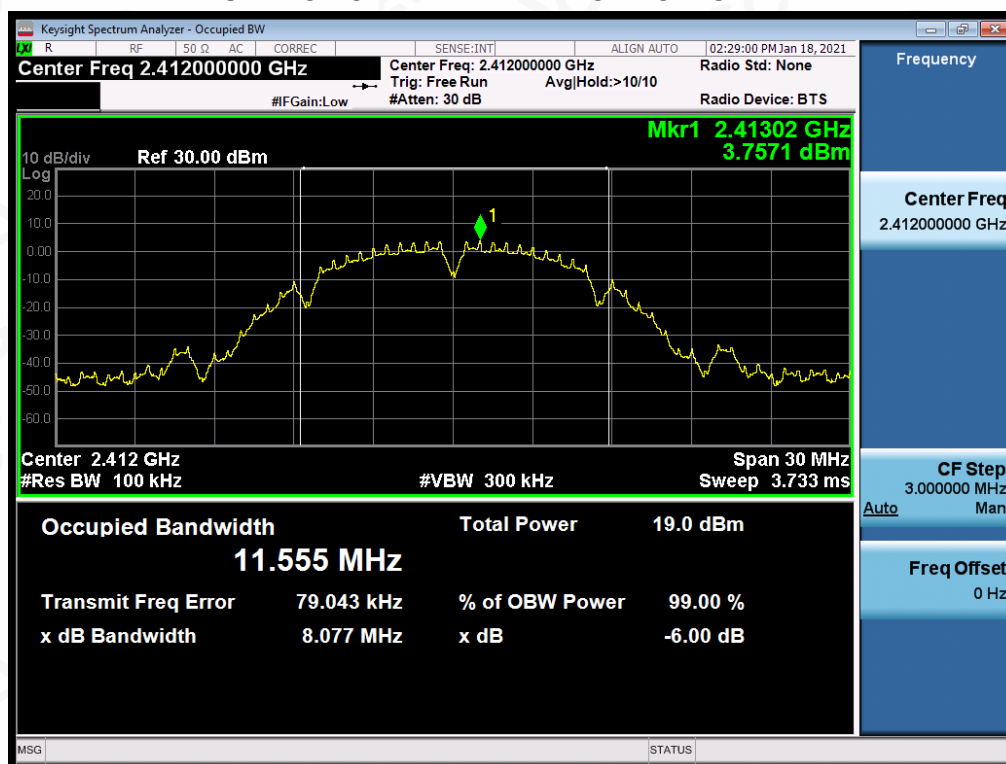 Keysight Spectrum Analyzer - Occupied BW
LXI R RF 50 Ω AC CORREC SENSE:INT ALIGN AUTO 02:29:00 PM Jan 18, 2021
Center Freq 2.412000000 GHz Center Freq: 2.412000000 GHz Radio Std: None
Trig: Free Run Avg|Hold:>10/10
#IFGain:Low #Atten: 30 dB Radio Device: BTS
Mkr1 2.41302 GHz
3.7571 dBm
10 dB/div Ref 30.00 dBm
Log
20.0
10.0
1
0.00
-10.0
-20.0
-30.0
-40.0
-50.0
-60.0
Center 2.412 GHz Span 30 MHz
#Res BW 100 kHz #VBW 300 kHz Sweep 3.733 ms
Occupied Bandwidth Total Power 19.0 dBm
11.555 MHz
Transmit Freq Error 79.043 kHz % of OBW Power 99.00 %
x dB Bandwidth 8.077 MHz x dB -6.00 dB
MSG STATUS
Frequency
Center Freq
2.412000000 GHz
CF Step
3.000000 MHz
Auto Man
Freq Offset
0 Hz